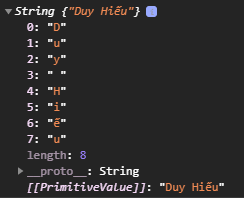 String {"Duy Hiếu"} i
0: "D"
1: "u"
2: "y"
3: " "
4: "H"
5: "i"
6: "ế"
7: "u"
length: 8
__proto__: String
[[PrimitiveValue]]: "Duy Hiếu"